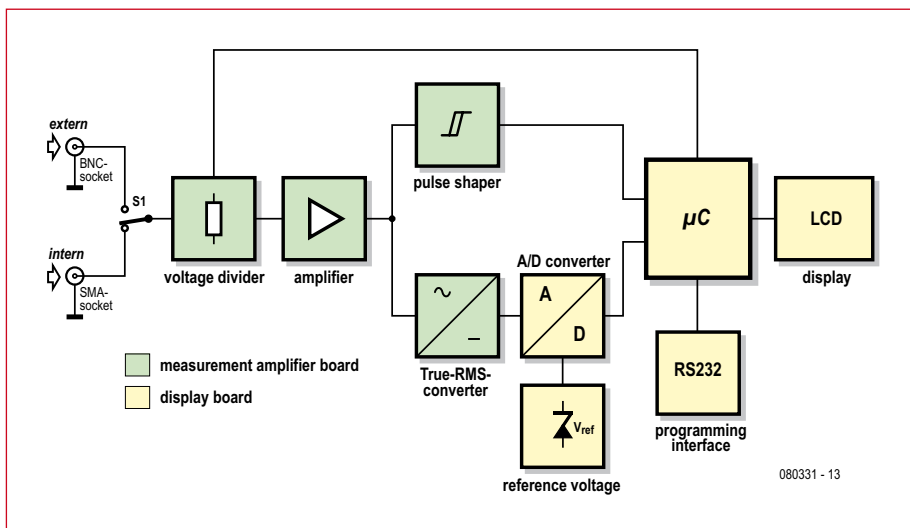 extern
BNC-
socket
S1
intern
SMA-
socket
voltage divider
amplifier
pulse shaper
True-RMS-
converter
A/D converter
A
D
Vref
reference voltage
µC
LCD
display
RS232
programming
interface
measurement amplifier board
display board
080331 - 13